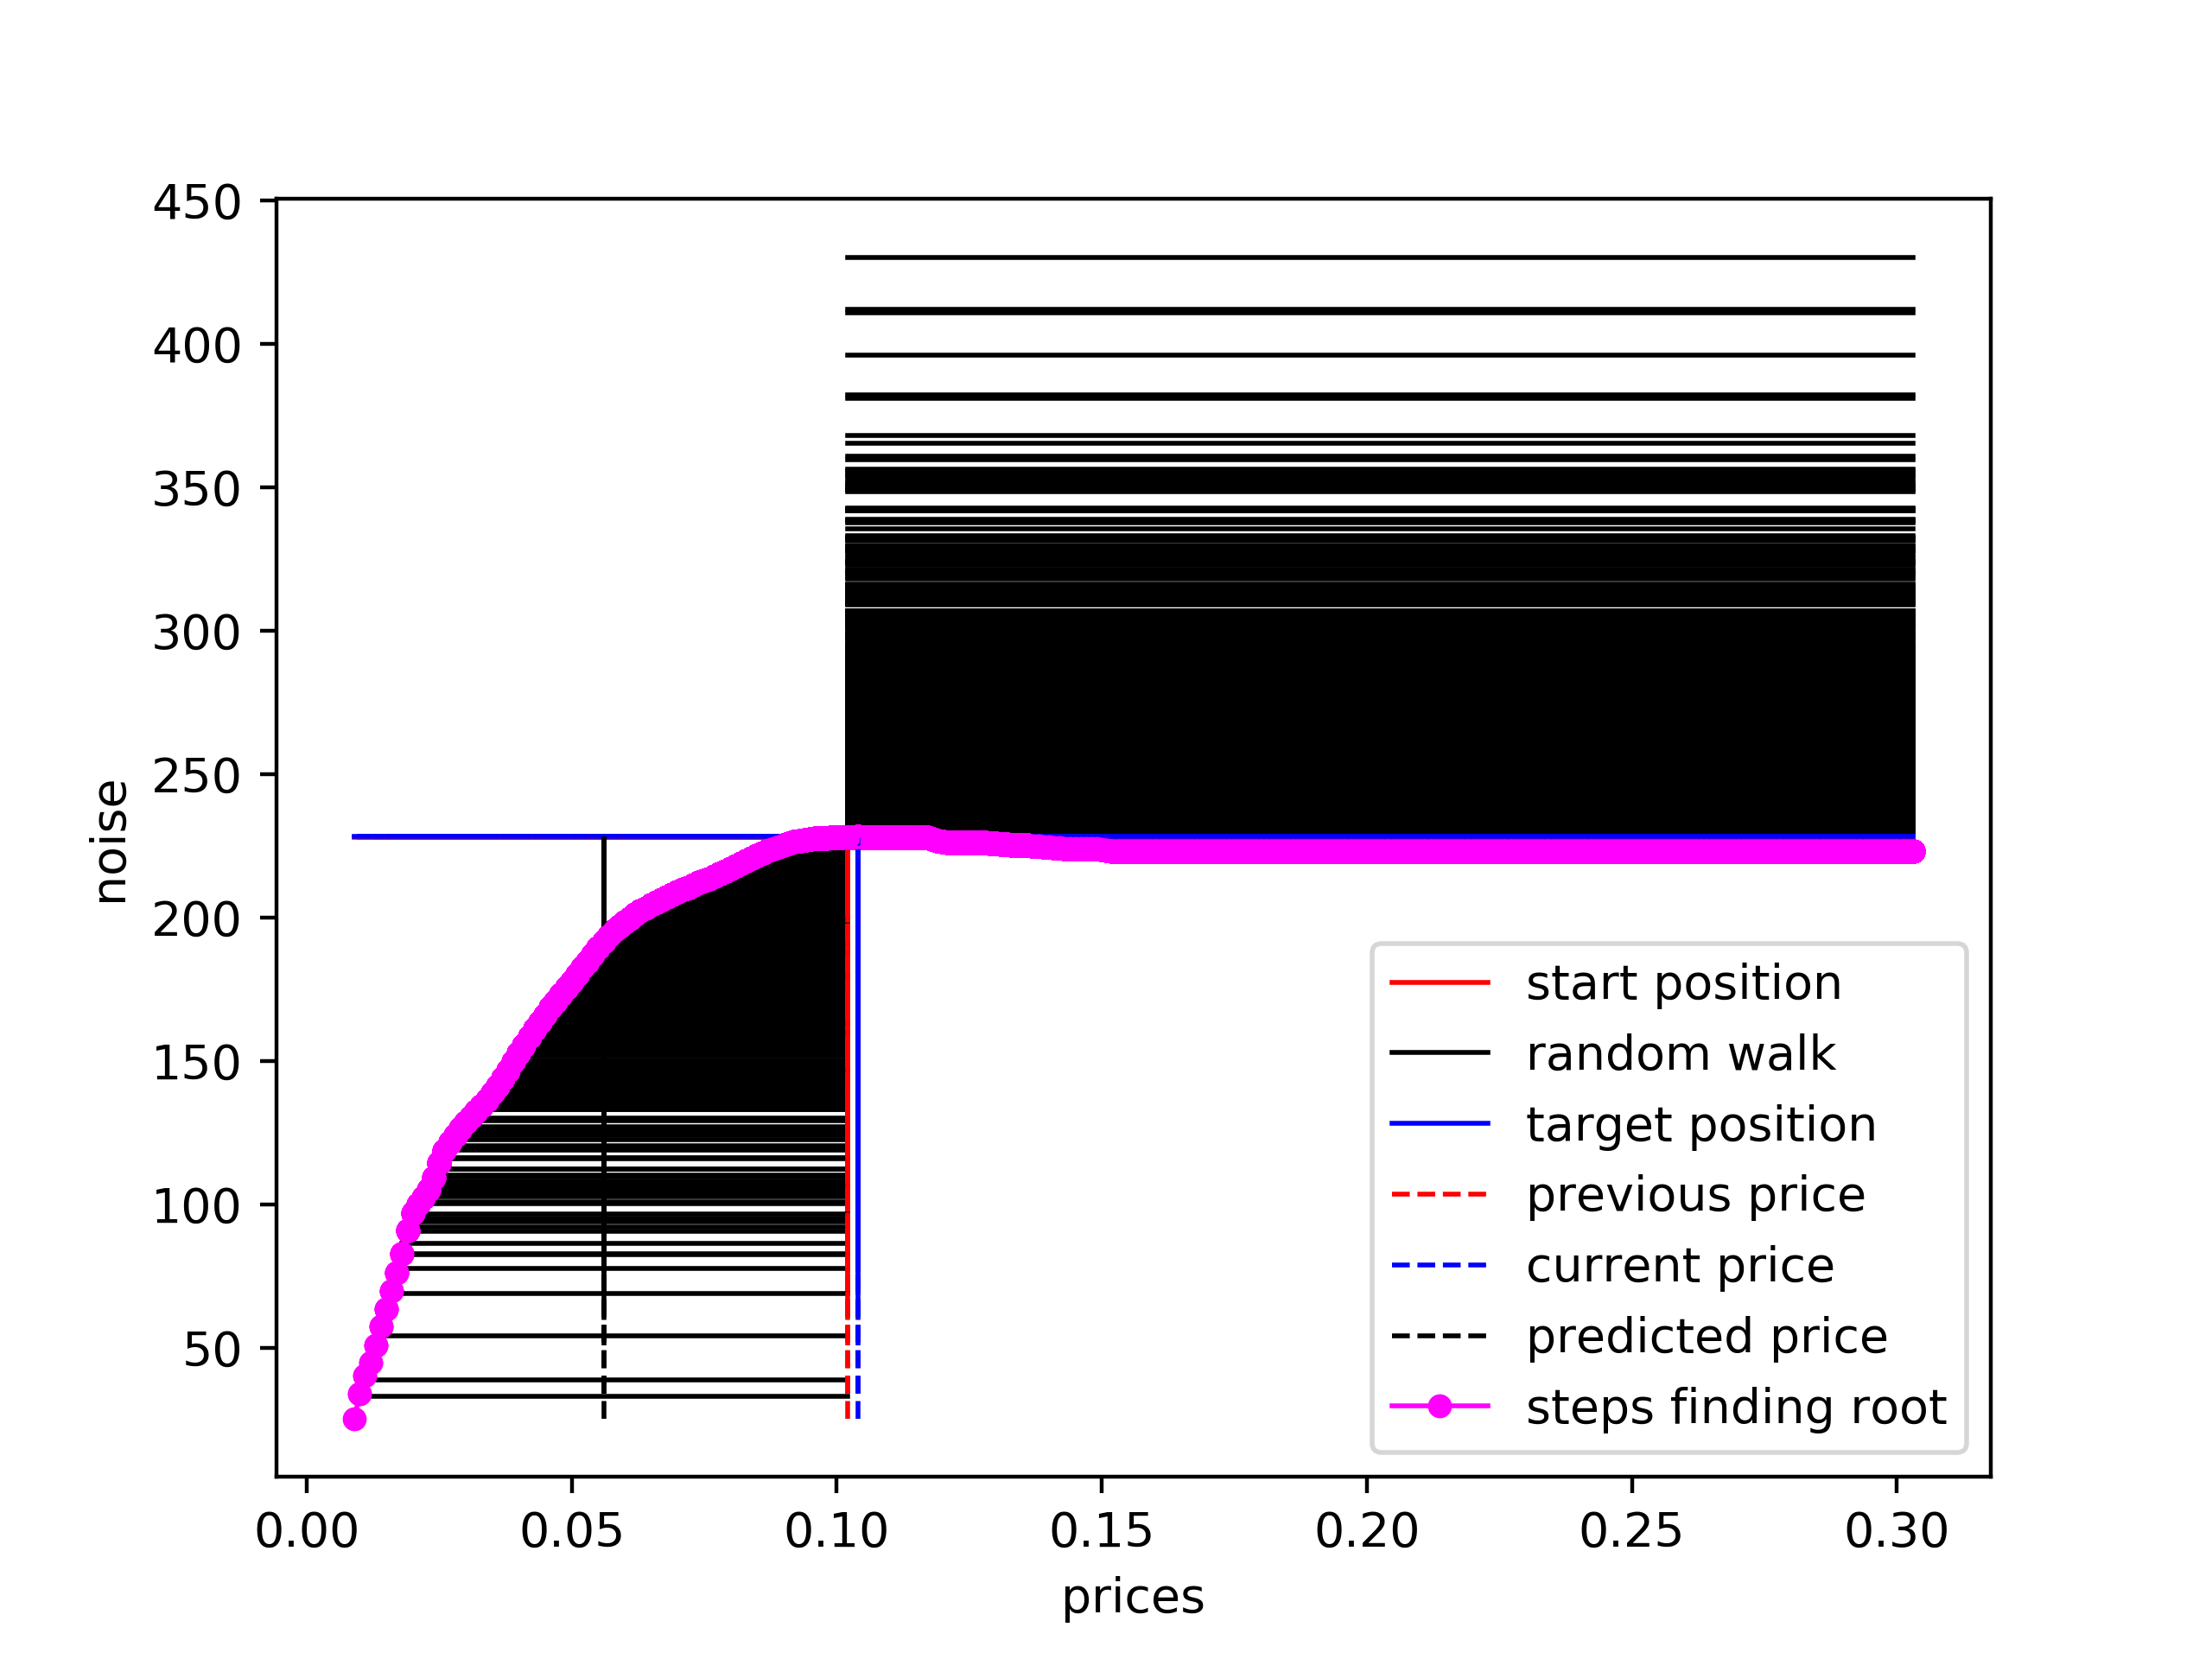 450
400
350
300
250
200
150
100
50
noise
0.00 0.05 0.10 0.15 0.20 0.25 0.30
prices
start position
random walk
target position
previous price
current price
predicted price
steps finding root